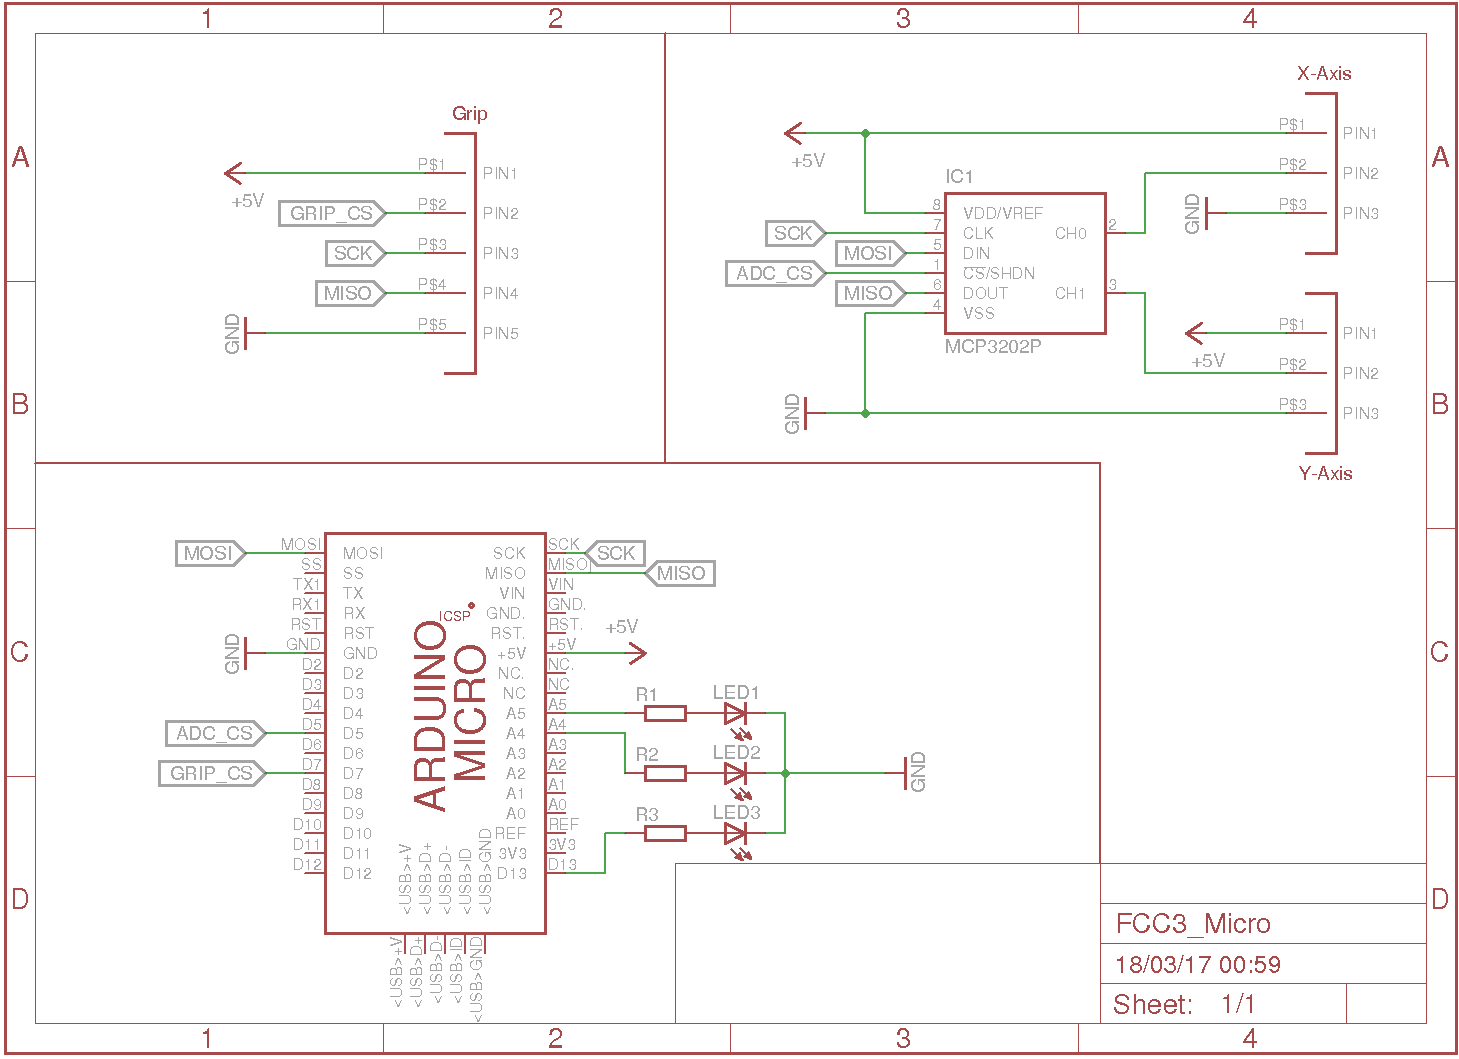 1 2 3 4
A
B
C
D
Grip
P$1 PIN1
+5V
GRIP_CS P$2 PIN2
SCK P$3 PIN3
MISO P$4 PIN4
GND P$5 PIN5
X-Axis
P$1 PIN1
P$2 PIN2
GND P$3 PIN3
+5V
IC1
8 VDD/VREF
SCK 7 CLK CH0 2
MOSI 5 DIN
ADC_CS 1 CS/SHDN
MISO 6 DOUT CH1 3
4 VSS
MCP3202P
GND
P$1 PIN1
+5V
P$2 PIN2
P$3 PIN3
Y-Axis
MOSI MOSI MOSI SCK SCK SCK
SS SS MISO MISO MISO
TX1 TX VIN VIN
RX1 RX GND. GND.
RST RST RST. RST.
GND GND GND +5V +5V +5V
D2 D2 NC. NC.
D3 D3 NC NC
D4 D4 A5 A5 R1 LED1
ADC_CS D5 D5 A4 A4
D6 D6 A3 A3 R2 LED2
GRIP_CS D7 D7 A2 A2 GND
D8 D8 A1 A1
D9 D9 A0 A0 R3 LED3
D10 D10 REF REF
D11 D11 3V3 3V3
D12 D12 D13 D13
ICSP
ARDUINO
MICRO
<USB>+V <USB>D+ <USB>D- <USB>ID <USB>GND
<USB>+V <USB>D+ <USB>D- <USB>ID <USB>GND
FCC3_Micro
18/03/17 00:59
Sheet: 1/1
A
B
C
D
1 2 3 4